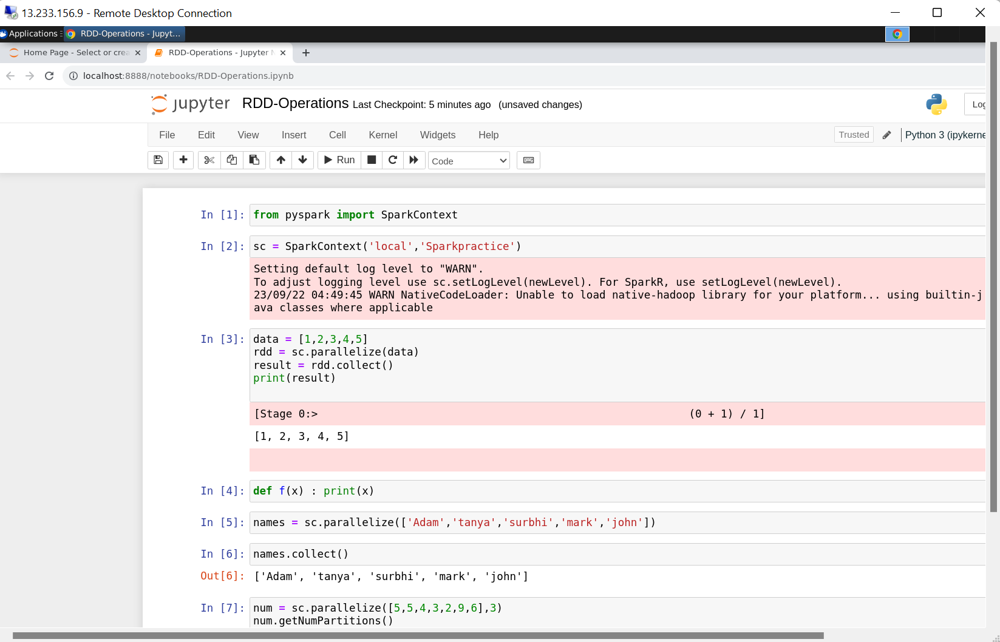 13.233.156.9 - Remote Desktop Connection
Applications RDD-Operations - Jupyt...
Home Page - Select or crea RDD-Operations - Jupyter N
localhost:8888/notebooks/RDD-Operations.ipynb
jupyter RDD-Operations Last Checkpoint: 5 minutes ago (unsaved changes) Log
File Edit View Insert Cell Kernel Widgets Help Trusted Python 3 (ipykerne
Run Code
In [1]: from pyspark import SparkContext
In [2]: sc = SparkContext('local','Sparkpractice')
Setting default log level to "WARN".
To adjust logging level use sc.setLogLevel(newLevel). For SparkR, use setLogLevel(newLevel).
23/09/22 04:49:45 WARN NativeCodeLoader: Unable to load native-hadoop library for your platform... using builtin-j
ava classes where applicable
In [3]: data = [1,2,3,4,5]
rdd = sc.parallelize(data)
result = rdd.collect()
print(result)
[Stage 0:> (0 + 1) / 1]
[1, 2, 3, 4, 5]
In [4]: def f(x) : print(x)
In [5]: names = sc.parallelize(['Adam','tanya','surbhi','mark','john'])
In [6]: names.collect()
Out[6]: ['Adam', 'tanya', 'surbhi', 'mark', 'john']
In [7]: num = sc.parallelize([5,5,4,3,2,9,6],3)
num.getNumPartitions()